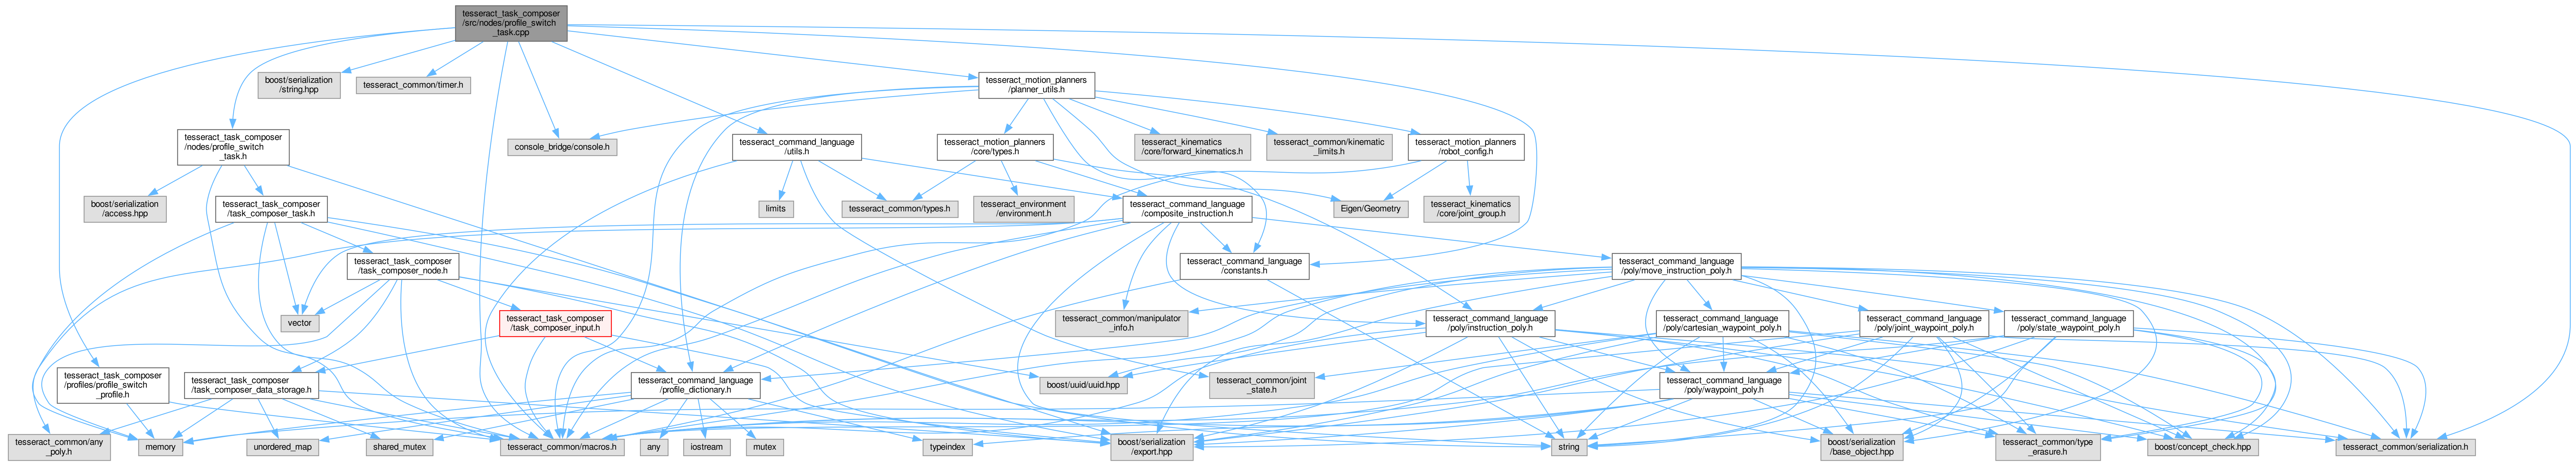 tesseract_task_composer
/src/nodes/profile_switch
_task.cpp
boost/serialization
/string.hpp
tesseract_common/timer.h
tesseract_motion_planners
/planner_utils.h
tesseract_task_composer
/nodes/profile_switch
_task.h
console_bridge/console.h
tesseract_command_language
/utils.h
tesseract_motion_planners
/core/types.h
tesseract_kinematics
/core/forward_kinematics.h
tesseract_common/kinematic
_limits.h
tesseract_motion_planners
/robot_config.h
boost/serialization
/access.hpp
tesseract_task_composer
/task_composer_task.h
limits
tesseract_common/types.h
tesseract_environment
/environment.h
tesseract_command_language
/composite_instruction.h
Eigen/Geometry
tesseract_kinematics
/core/joint_group.h
tesseract_task_composer
/task_composer_node.h
tesseract_command_language
/constants.h
tesseract_command_language
/poly/move_instruction_poly.h
vector
tesseract_task_composer
/task_composer_input.h
tesseract_common/manipulator
_info.h
tesseract_command_language
/poly/instruction_poly.h
tesseract_command_language
/poly/cartesian_waypoint_poly.h
tesseract_command_language
/poly/joint_waypoint_poly.h
tesseract_command_language
/poly/state_waypoint_poly.h
tesseract_task_composer
/profiles/profile_switch
_profile.h
tesseract_task_composer
/task_composer_data_storage.h
tesseract_command_language
/profile_dictionary.h
boost/uuid/uuid.hpp
tesseract_common/joint
_state.h
tesseract_command_language
/poly/waypoint_poly.h
tesseract_common/any
_poly.h
memory
unordered_map
shared_mutex
tesseract_common/macros.h
any
iostream
mutex
typeindex
boost/serialization
/export.hpp
string
boost/serialization
/base_object.hpp
tesseract_common/type
_erasure.h
boost/concept_check.hpp
tesseract_common/serialization.h